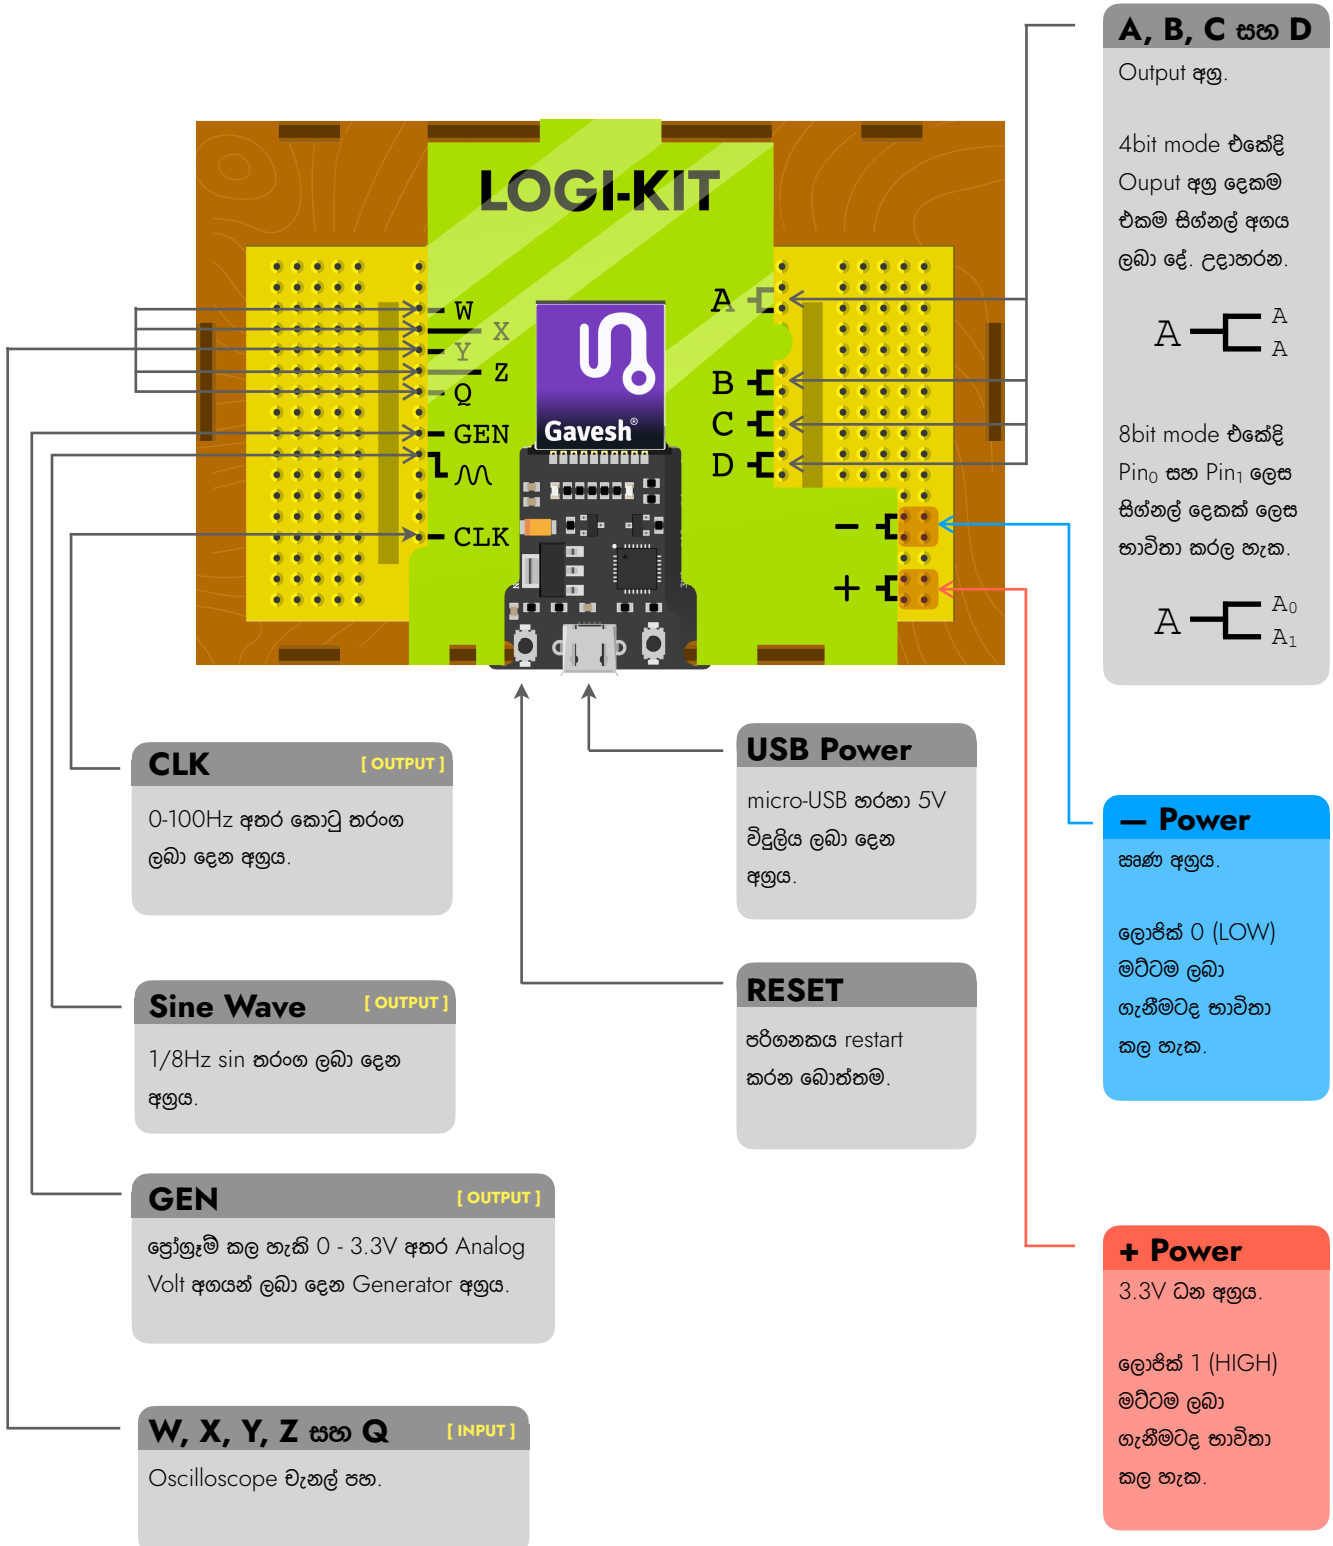 A, B, C සහ D
Output අග්‍ර.
4bit mode එකේදි
Ouput අග්‍ර දෙකම
එකම සිග්නල් අගය
ලබා දේ. උදාහරන.
A
A
A
8bit mode එකේදි
Pin₀ සහ Pin₁ ලෙස
සිග්නල් දෙකක් ලෙස
භාවිතා කරල හැක.
A
A₀
A₁
LOGI-KIT
W
X
Y
Z
Q
GEN
CLK
A
B
C
D
−
+
Gavesh®
CLK [ OUTPUT ]
0-100Hz අතර කොටු තරංග
ලබා දෙන අග්‍රය.
USB Power
micro-USB හරහා 5V
විදුලිය ලබා දෙන
අග්‍රය.
— Power
ඍණ අග්‍රය.
ලොජික් 0 (LOW)
මට්ටම ලබා
ගැනීමටද භාවිතා
කල හැක.
Sine Wave [ OUTPUT ]
1/8Hz sin තරංග ලබා දෙන
අග්‍රය.
RESET
පරිගනකය restart
කරන බොත්තම.
GEN [ OUTPUT ]
ප්‍රෝග්‍රෑම් කල හැකි 0 - 3.3V අතර Analog
Volt අගයන් ලබා දෙන Generator අග්‍රය.
+ Power
3.3V ධන අග්‍රය.
ලොජික් 1 (HIGH)
මට්ටම ලබා
ගැනීමටද භාවිතා
කල හැක.
W, X, Y, Z සහ Q [ INPUT ]
Oscilloscope චැනල් පහ.